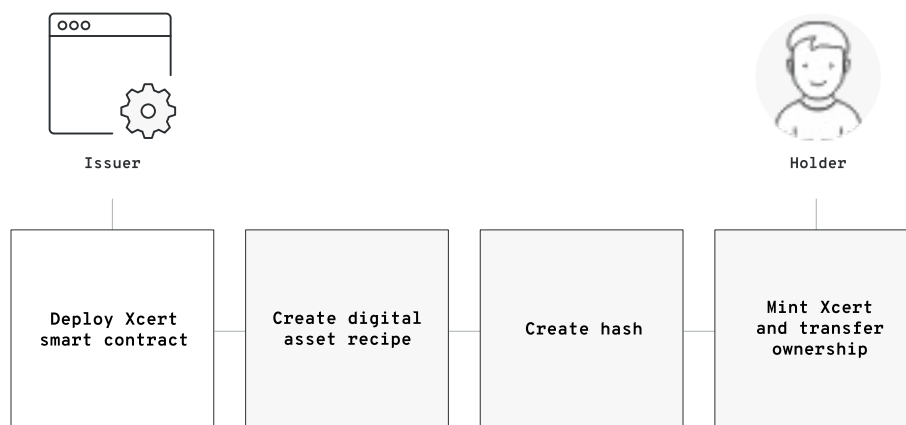 Issuer
Holder
Deploy Xcert
smart contract
Create digital
asset recipe
Create hash
Mint Xcert
and transfer
ownership